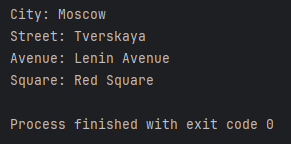 City: Moscow
Street: Tverskaya
Avenue: Lenin Avenue
Square: Red Square
Process finished with exit code 0